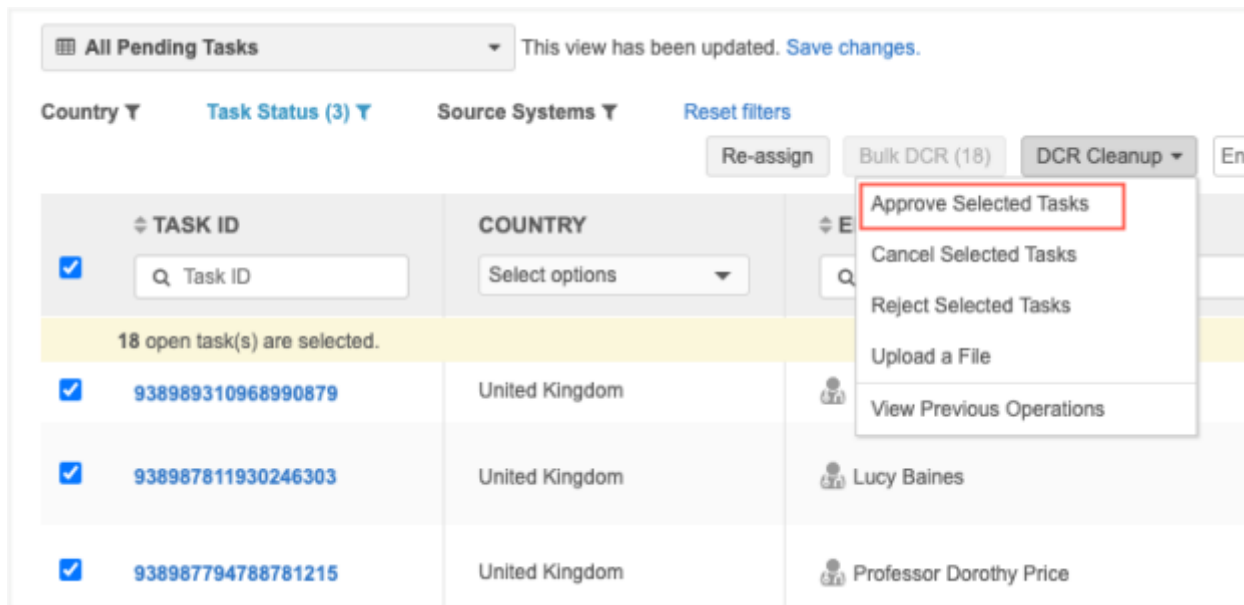 All Pending Tasks This view has been updated. Save changes.
Country Task Status (3) Source Systems Reset filters
Re-assign Bulk DCR (18) DCR Cleanup En
TASK ID COUNTRY E
Task ID Select options
Approve Selected Tasks
Cancel Selected Tasks
Reject Selected Tasks
Upload a File
View Previous Operations
18 open task(s) are selected.
938989310968990879 United Kingdom
938987811930246303 United Kingdom Lucy Baines
938987794788781215 United Kingdom Professor Dorothy Price